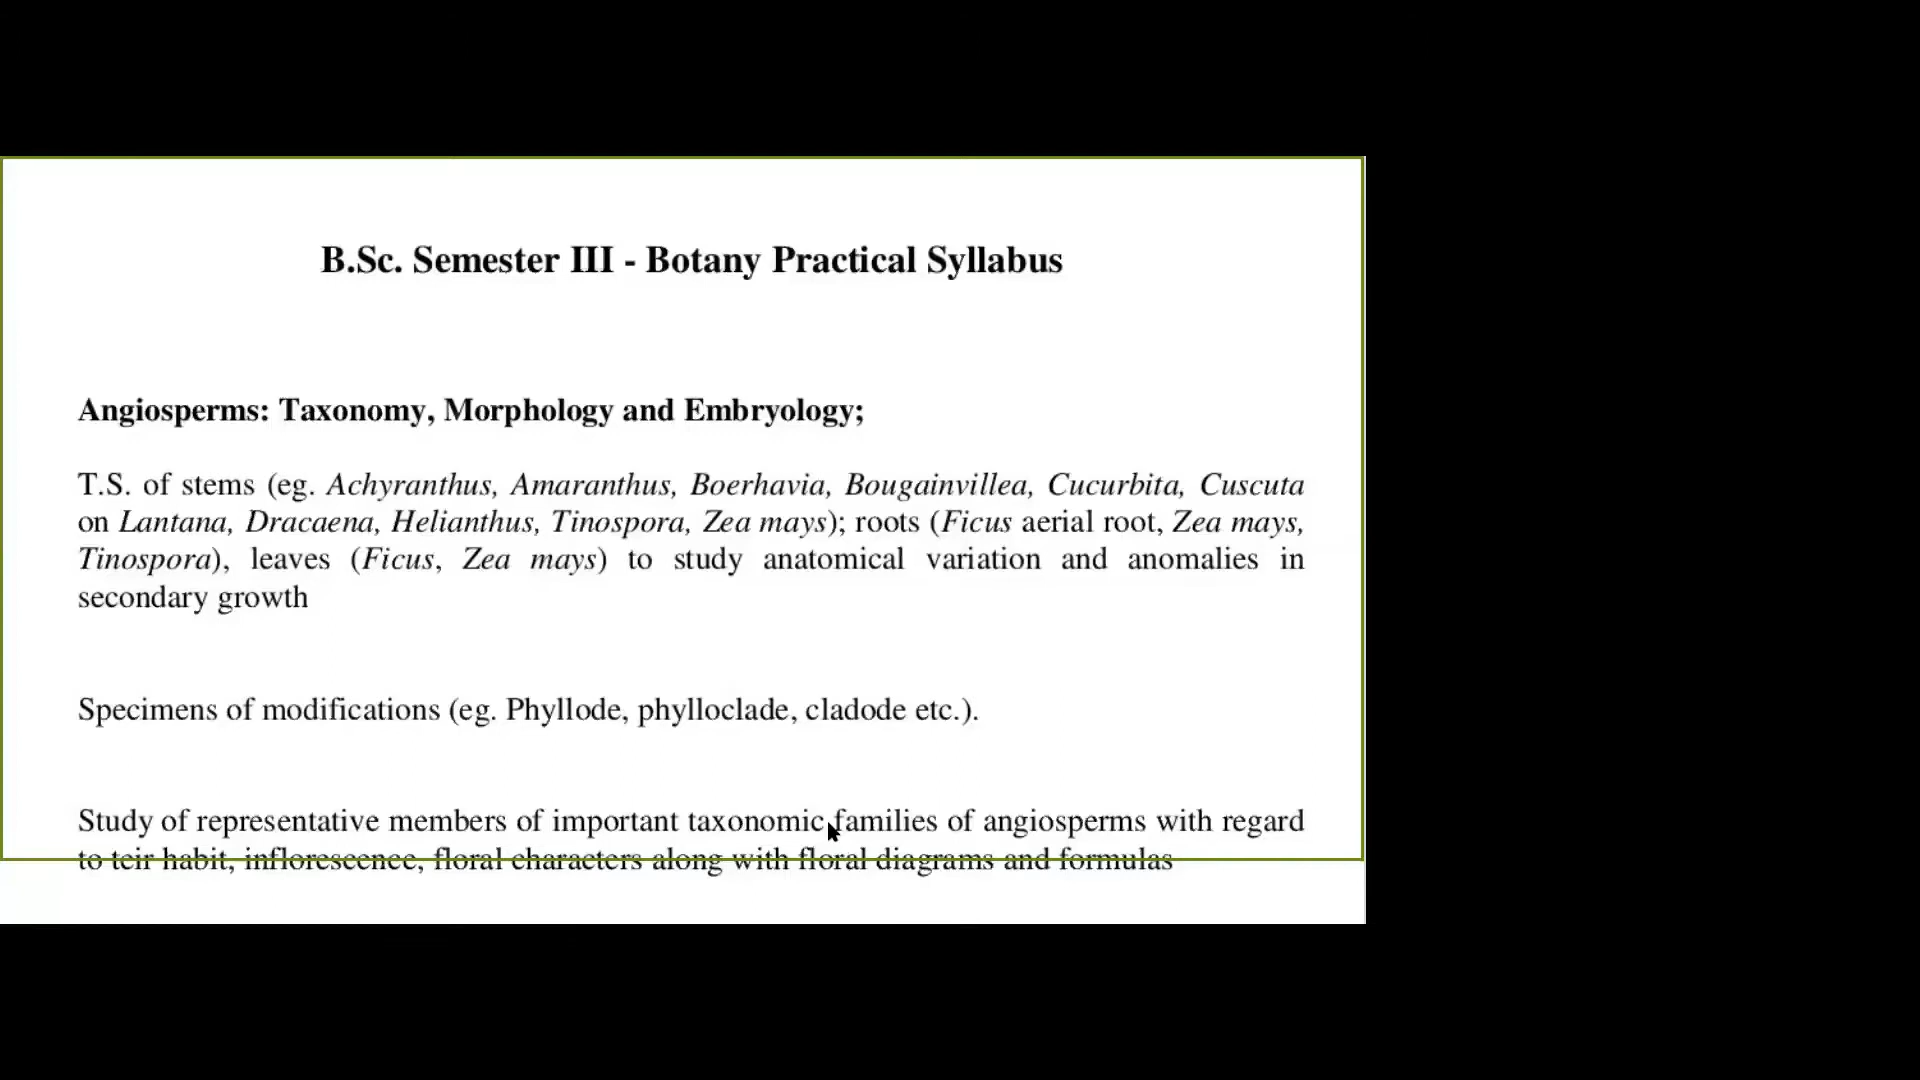 B.Sc. Semester III - Botany Practical Syllabus
Angiosperms: Taxonomy, Morphology and Embryology;
T.S. of stems (eg. Achyranthus, Amaranthus, Boerhavia, Bougainvillea, Cucurbita, Cuscuta
on Lantana, Dracaena, Helianthus, Tinospora, Zea mays); roots (Ficus aerial root, Zea mays,
Tinospora), leaves (Ficus, Zea mays) to study anatomical variation and anomalies in
secondary growth
Specimens of modifications (eg. Phyllode, phylloclade, cladode etc.).
Study of representative members of important taxonomic families of angiosperms with regard
to teir habit, inflorescence, floral characters along with floral diagrams and formulas